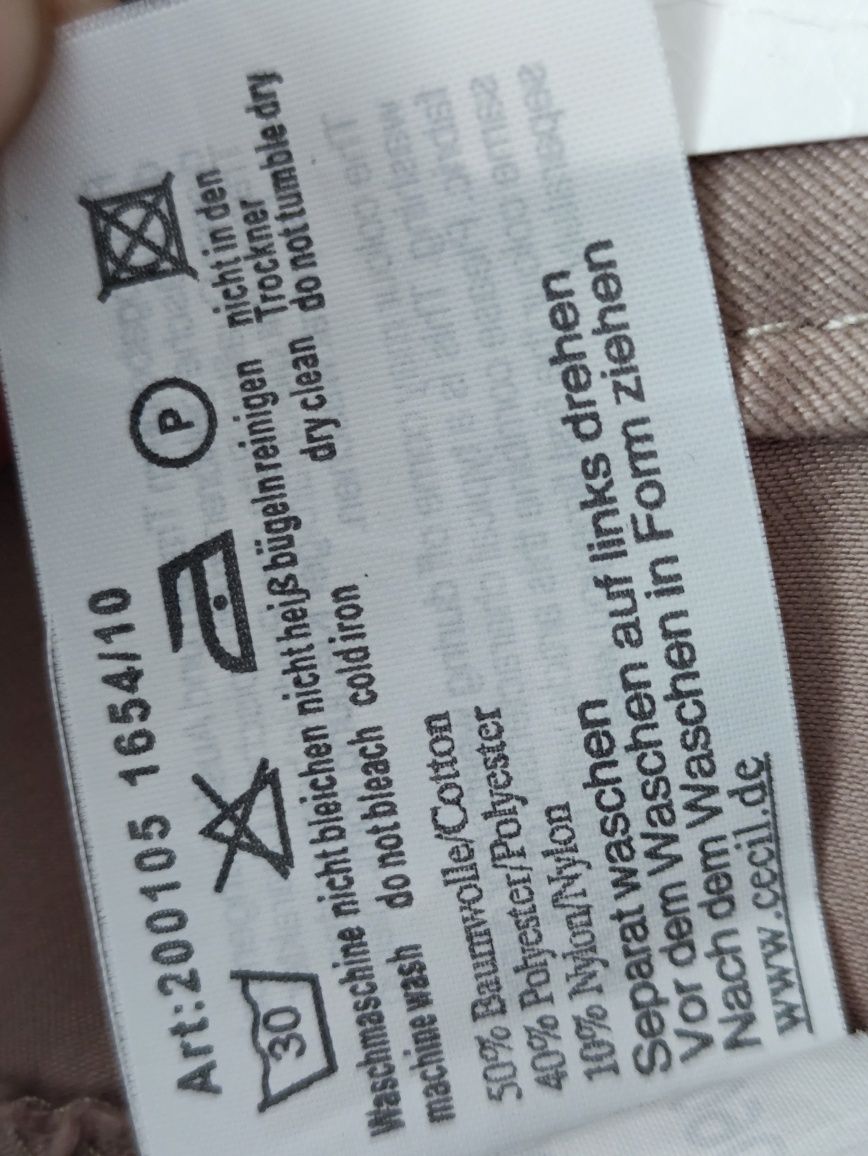 Art:200105 1654/10
30
P
Waschmaschine nicht bleichen nicht heiß bügeln reinigen nicht in den
Trockner
machine wash do not bleach cold iron dry clean do not tumble dry
50% Baumwolle/Cotton
40% Polyester/Polyester
10% Nylon/Nylon
Separat waschen
Vor dem Waschen auf links drehen
Nach dem Waschen in Form ziehen
www.cecil.de